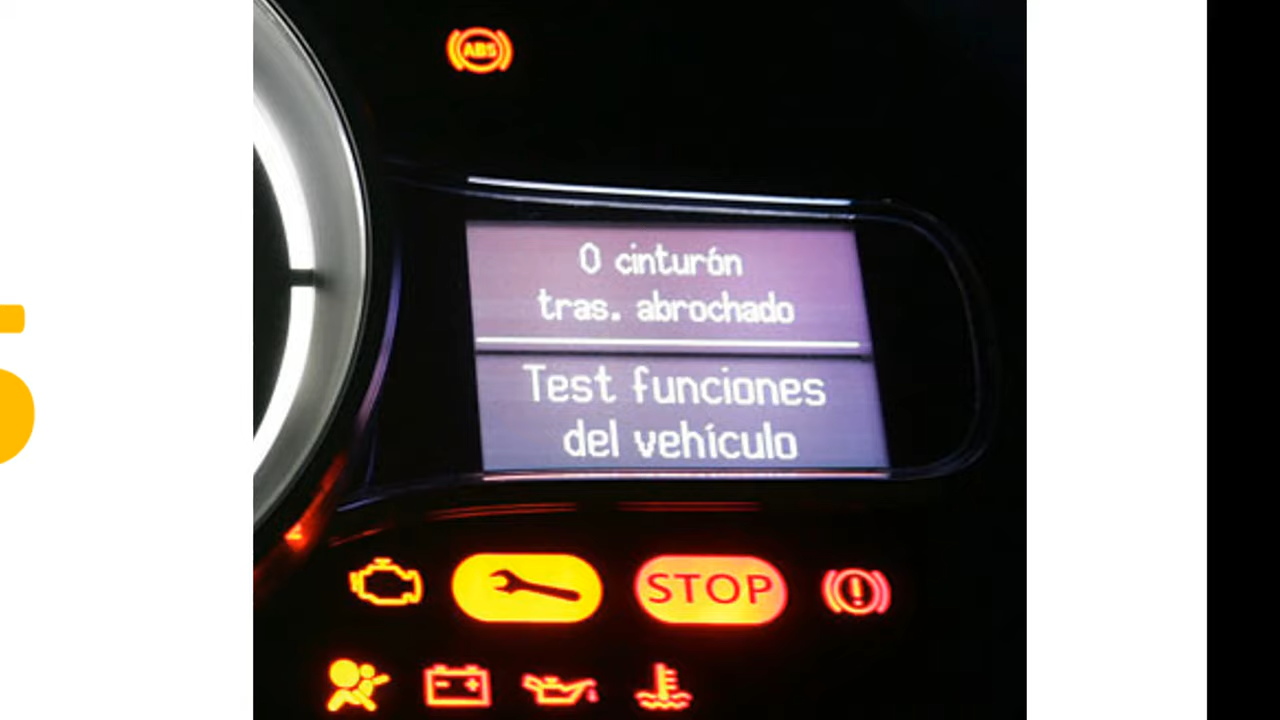 ABS
0 cinturón
tras. abrochado
Test funciones
del vehículo
STOP